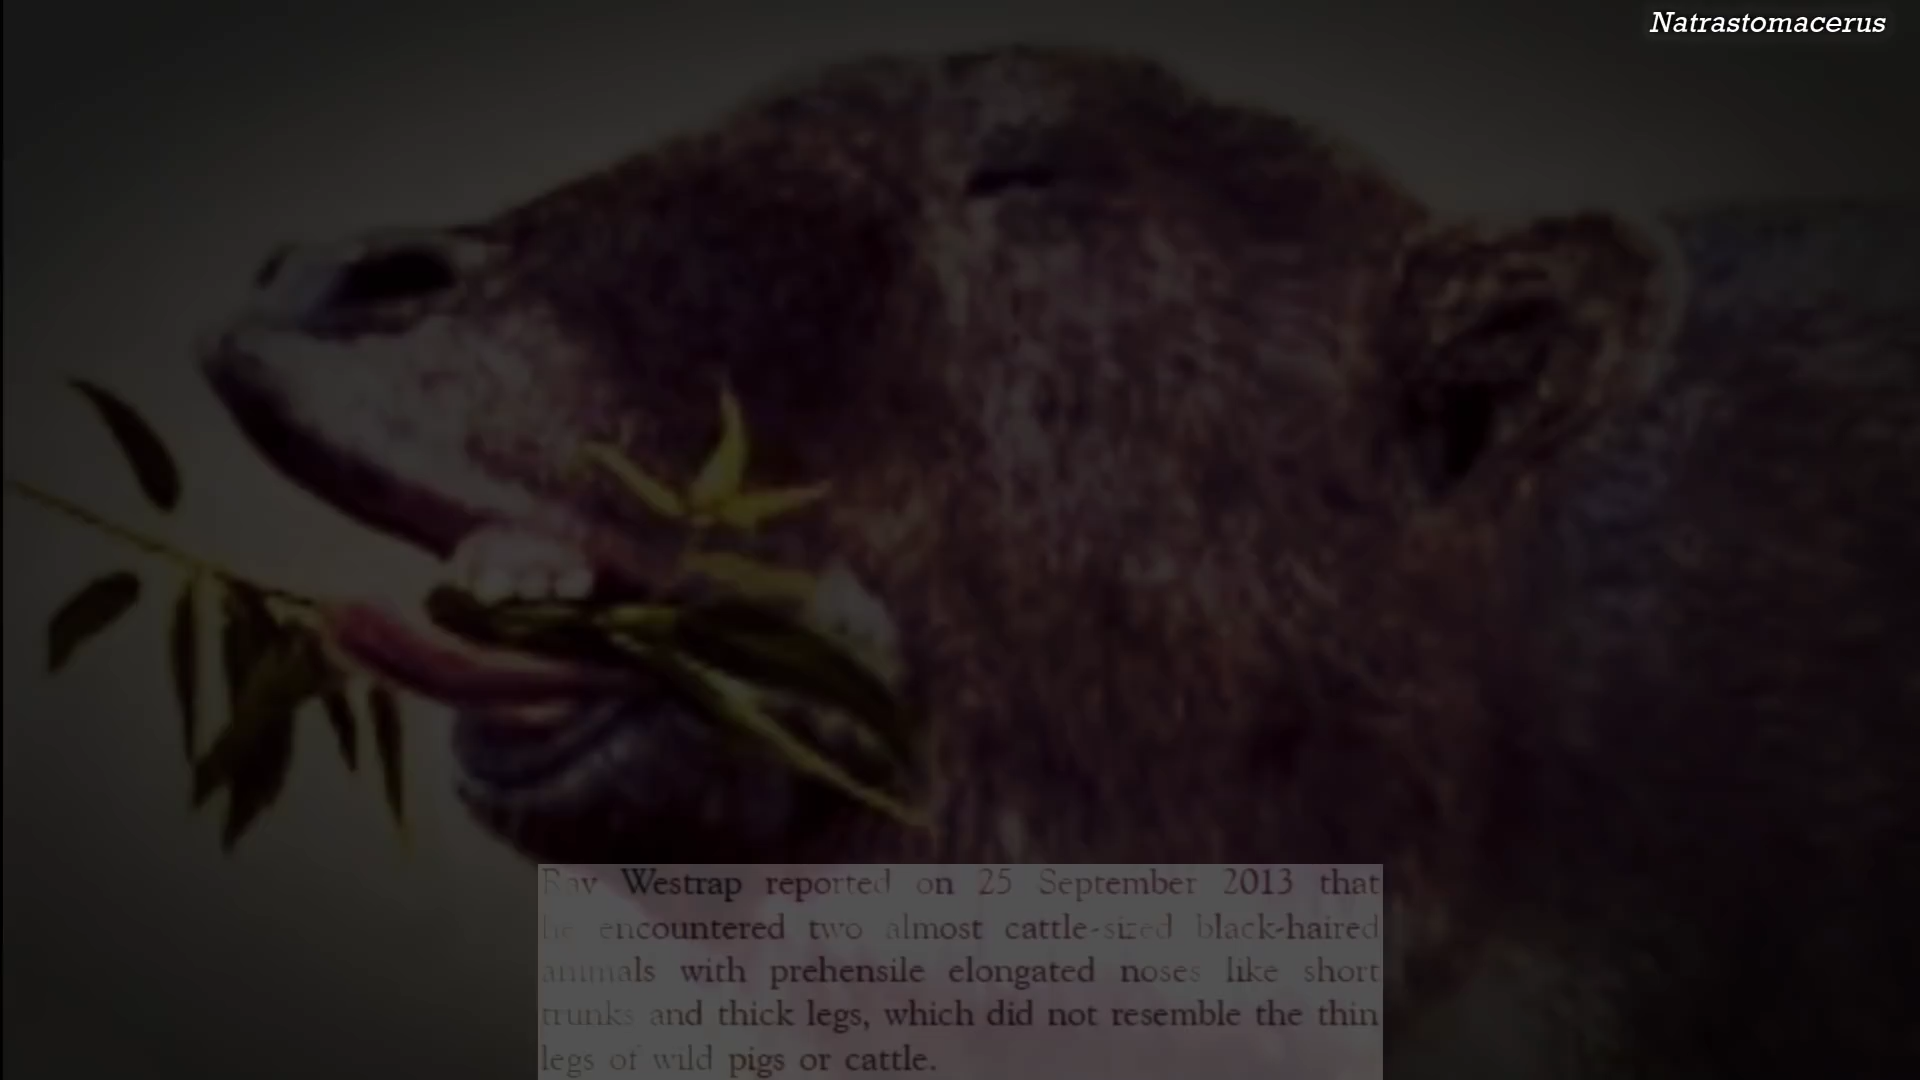 Natrastomacerus
Ray Westrap reported on 25 September 2013 that
he encountered two almost cattle-sized black-haired
animals with prehensile elongated noses like short
trunks and thick legs, which did not resemble the thin
legs of wild pigs or cattle.